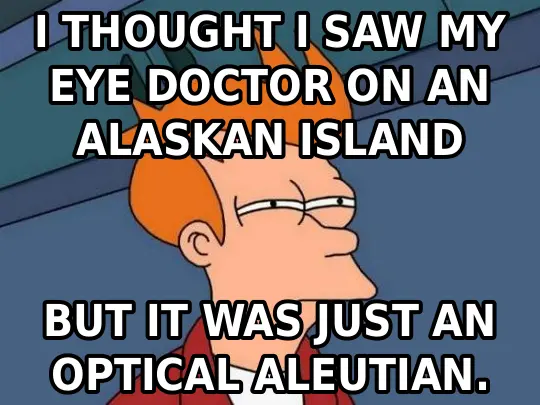 I THOUGHT I SAW MY
EYE DOCTOR ON AN
ALASKAN ISLAND
BUT IT WAS JUST AN
OPTICAL ALEUTIAN.